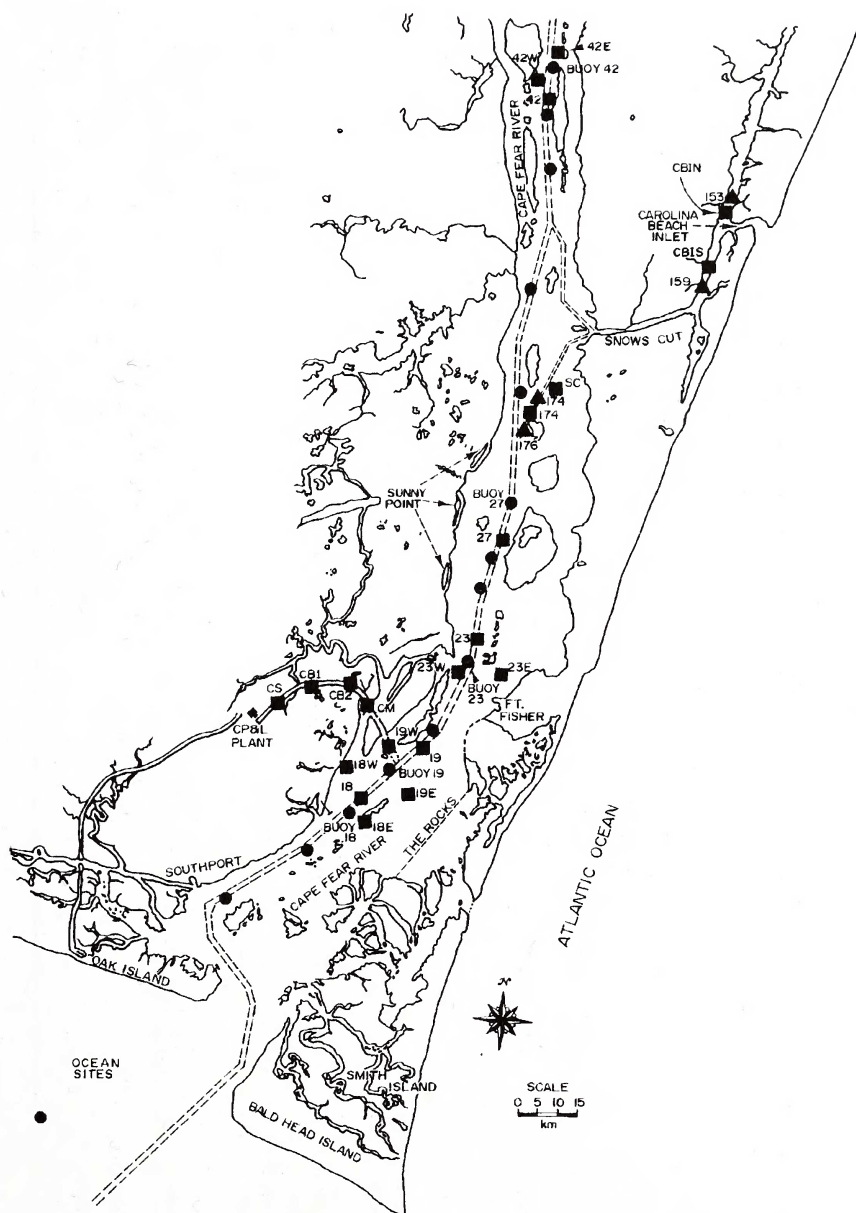 42E
42W
BUOY 42
42
CAPE FEAR RIVER
CBIN
153
CAROLINA
BEACH
INLET
CBIS
159
SNOWS CUT
SC
174
174
176
SUNNY
POINT
BUOY
27
27
23
23W
23E
BUOY
23
FT.
FISHER
CB1
CB2
CS
CM
CP&L
PLANT
19W
19
18W
BUOY 19
18
19E
BUOY
18
18E
THE ROCKS
SOUTHPORT
CAPE FEAR RIVER
ATLANTIC OCEAN
OAK ISLAND
N
OCEAN
SITES
SMITH
ISLAND
SCALE
0 5 10 15
km
BALD HEAD ISLAND